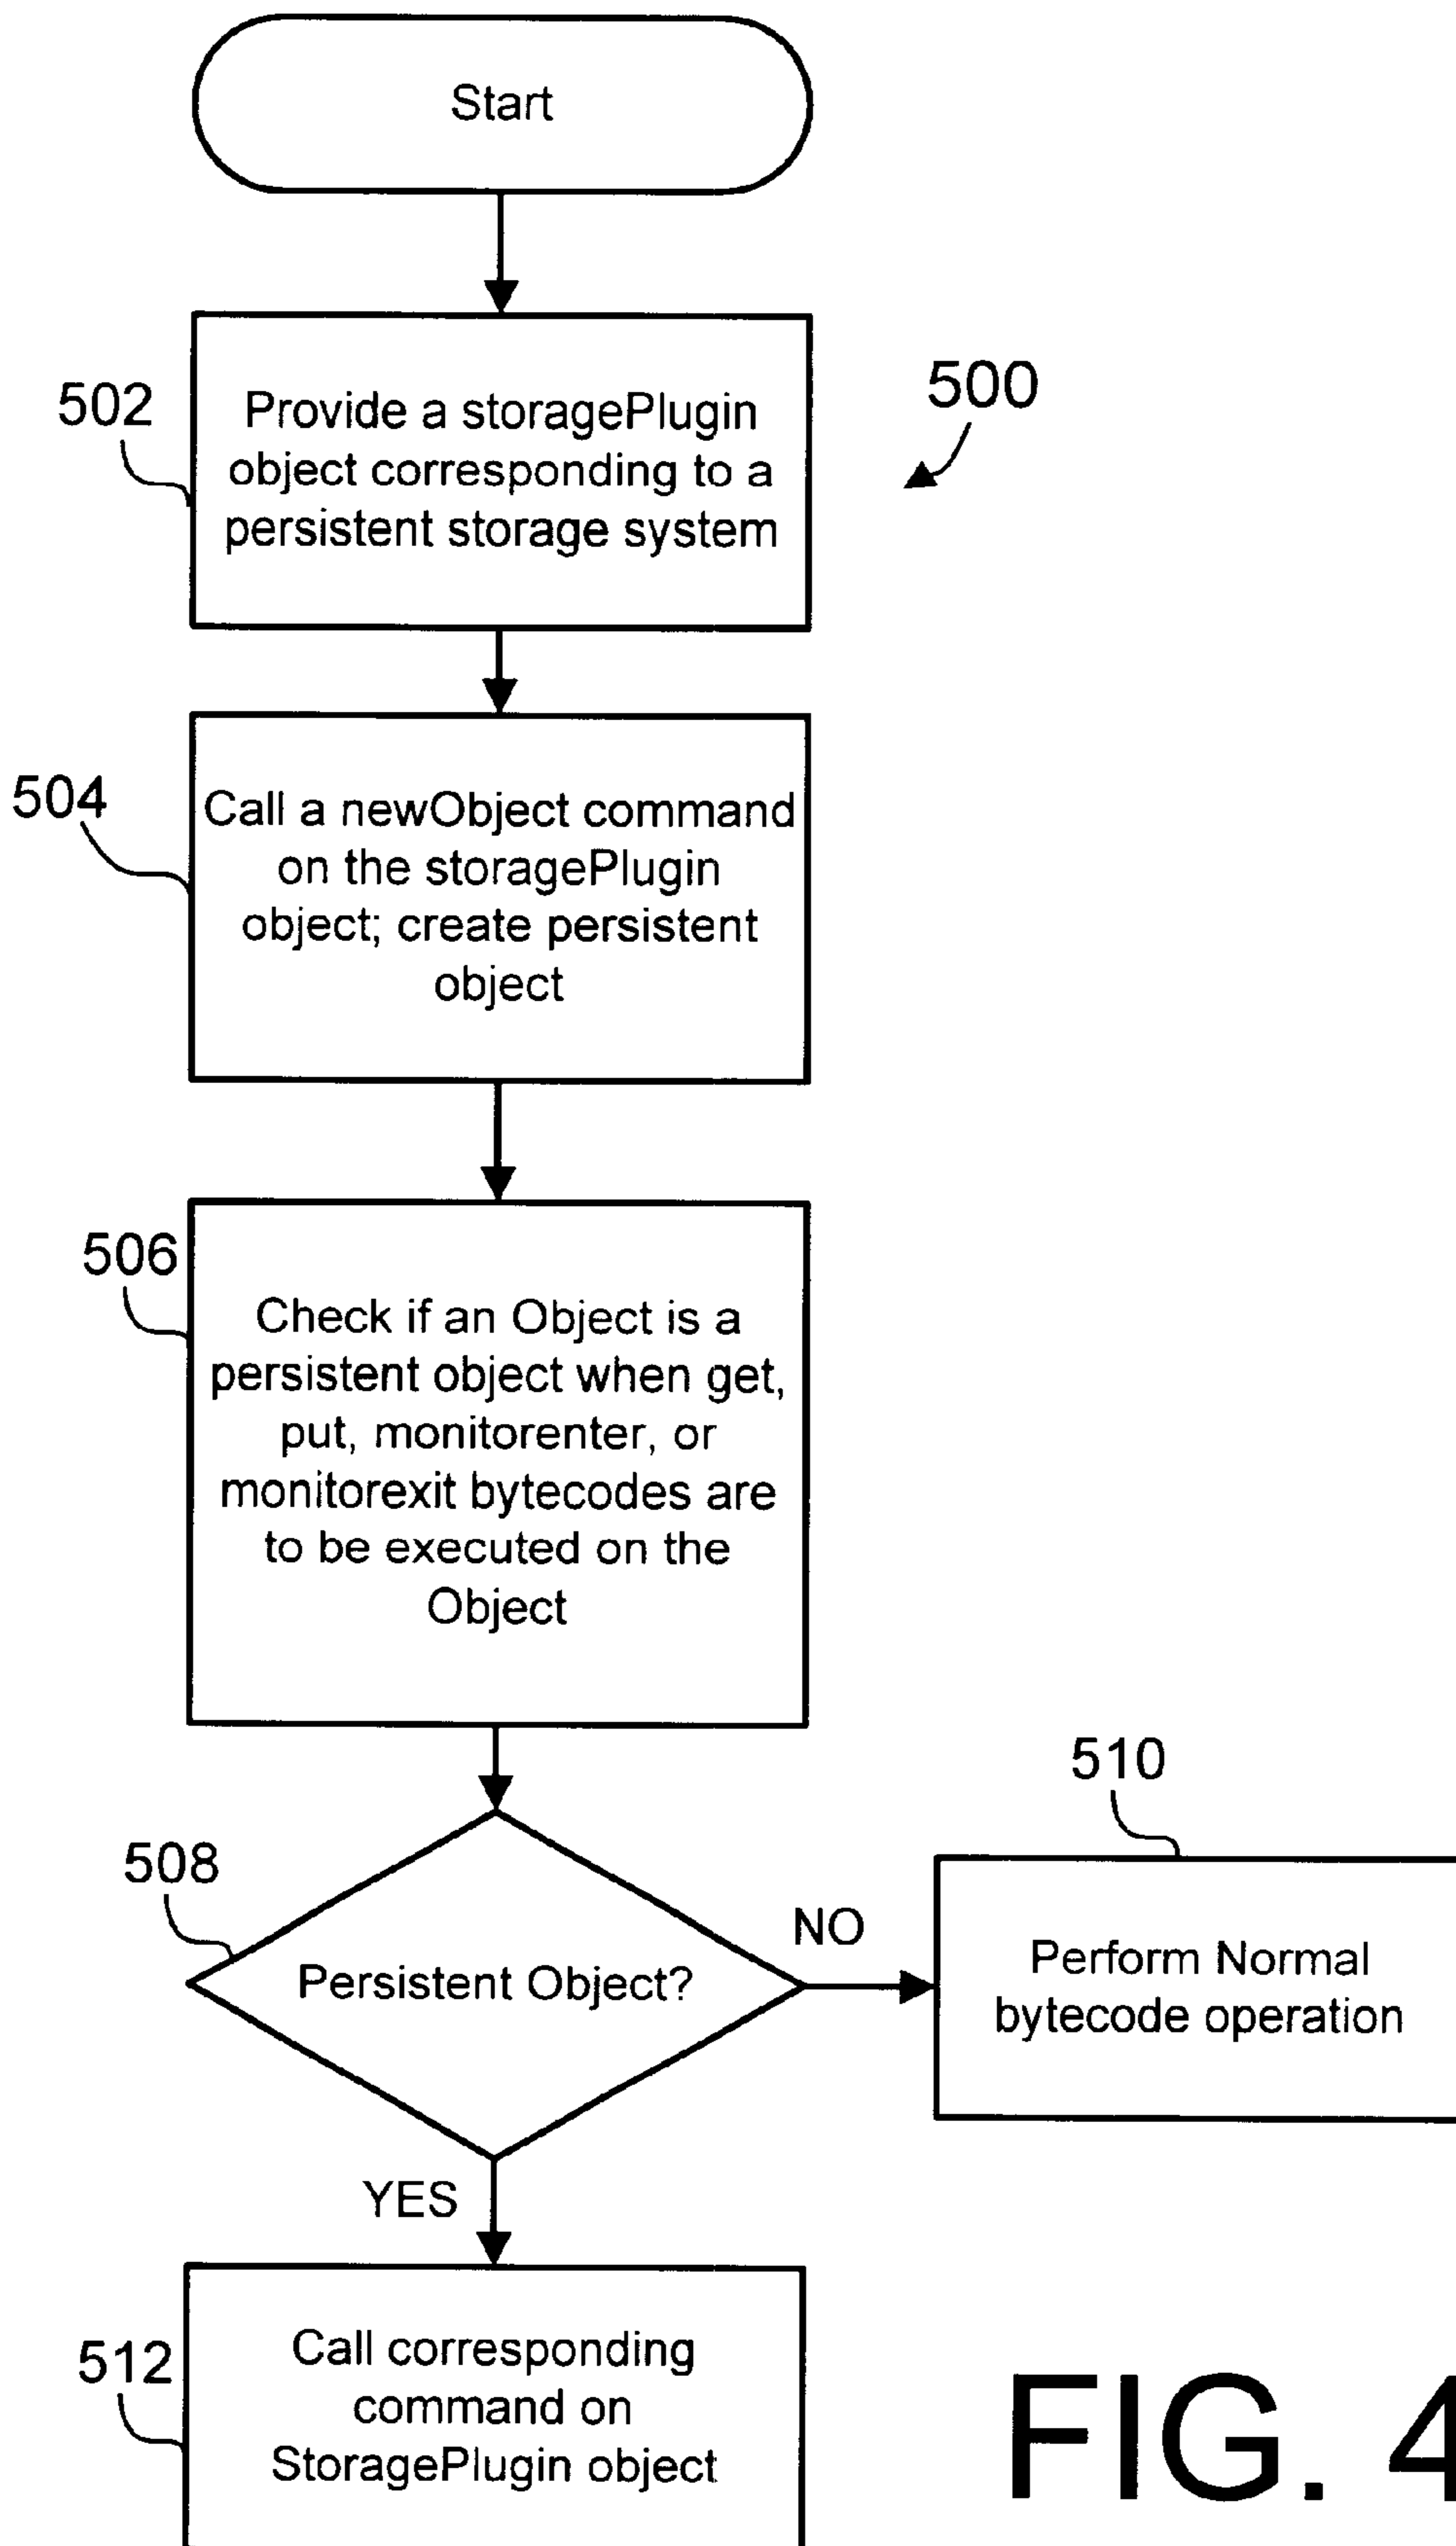 Start
502
Provide a storagePlugin
object corresponding to a
persistent storage system
500
504
Call a newObject command
on the storagePlugin
object; create persistent
object
506
Check if an Object is a
persistent object when get,
put, monitorenter, or
monitorexit bytecodes are
to be executed on the
Object
508
Persistent Object?
NO
510
Perform Normal
bytecode operation
YES
512
Call corresponding
command on
StoragePlugin object
FIG. 4